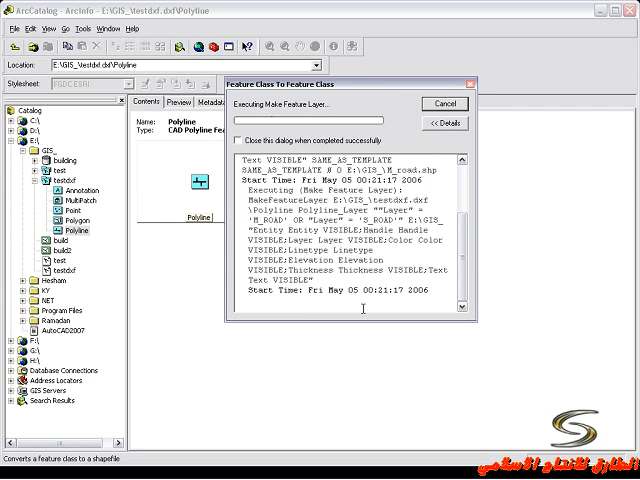 ArcCatalog - ArcInfo - E:\GIS_\testdxf.dxf\Polyline
File Edit View Go Tools Window Help
Location: E:\GIS_\testdxf.dxf\Polyline
Stylesheet: FGDC ESRI
Contents Preview Metadata
Catalog
C:\
D:\
E:\
GIS_
building
test
testdxf
Annotation
MultiPatch
Point
Polygon
Polyline
build
build2
test
testdxf
Hesham
KY
NET
Program Files
Ramadan
AutoCAD2007
F:\
G:\
H:\
Database Connections
Address Locators
GIS Servers
Search Results
Name: Polyline
Type: CAD Polyline Fea
Polyline
Feature Class To Feature Class
Executing Make Feature Layer...
Cancel
<< Details
Close this dialog when completed successfully
Text VISIBLE" SAME_AS_TEMPLATE
SAME_AS_TEMPLATE # 0 E:\GIS_\M_road.shp
Start Time: Fri May 05 00:21:17 2006
Executing (Make Feature Layer):
MakeFeatureLayer E:\GIS_\testdxf.dxf
\Polyline Polyline_Layer ""Layer" =
'M_ROAD' OR "Layer" = 'S_ROAD'" E:\GIS_
"Entity Entity VISIBLE;Handle Handle
VISIBLE;Layer Layer VISIBLE;Color Color
VISIBLE;Linetype Linetype
VISIBLE;Elevation Elevation
VISIBLE;Thickness Thickness VISIBLE;Text
Text VISIBLE"
Start Time: Fri May 05 00:21:17 2006
Converts a feature class to a shapefile
الطارق للانتاج الاسلامي